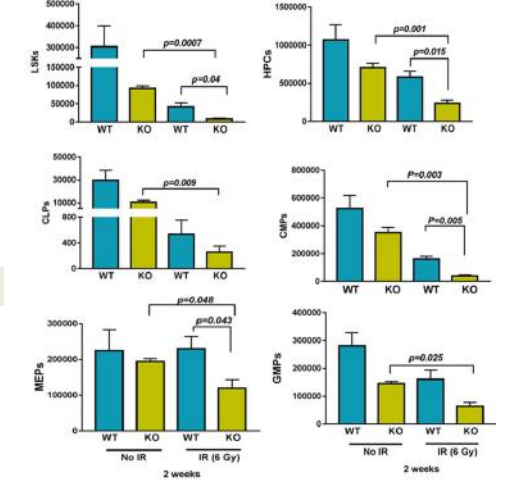 500000
400000
300000
150000
100000
50000
0
LSKs
p=0.0007
p=0.04
WT KO WT KO
1500000
1000000
500000
0
HPCs
p=0.001
p=0.015
WT KO WT KO
50000
30000
10000
800
400
0
CLPs
p=0.009
WT KO WT KO
800000
600000
400000
200000
0
CMPs
P=0.003
P=0.005
WT KO WT KO
300000
200000
100000
0
MEPs
p=0.048
p=0.043
WT KO WT KO
No IR IR (6 Gy)
2 weeks
400000
300000
200000
100000
0
GMPs
p=0.025
WT KO WT KO
No IR IR (6 Gy)
2 weeks